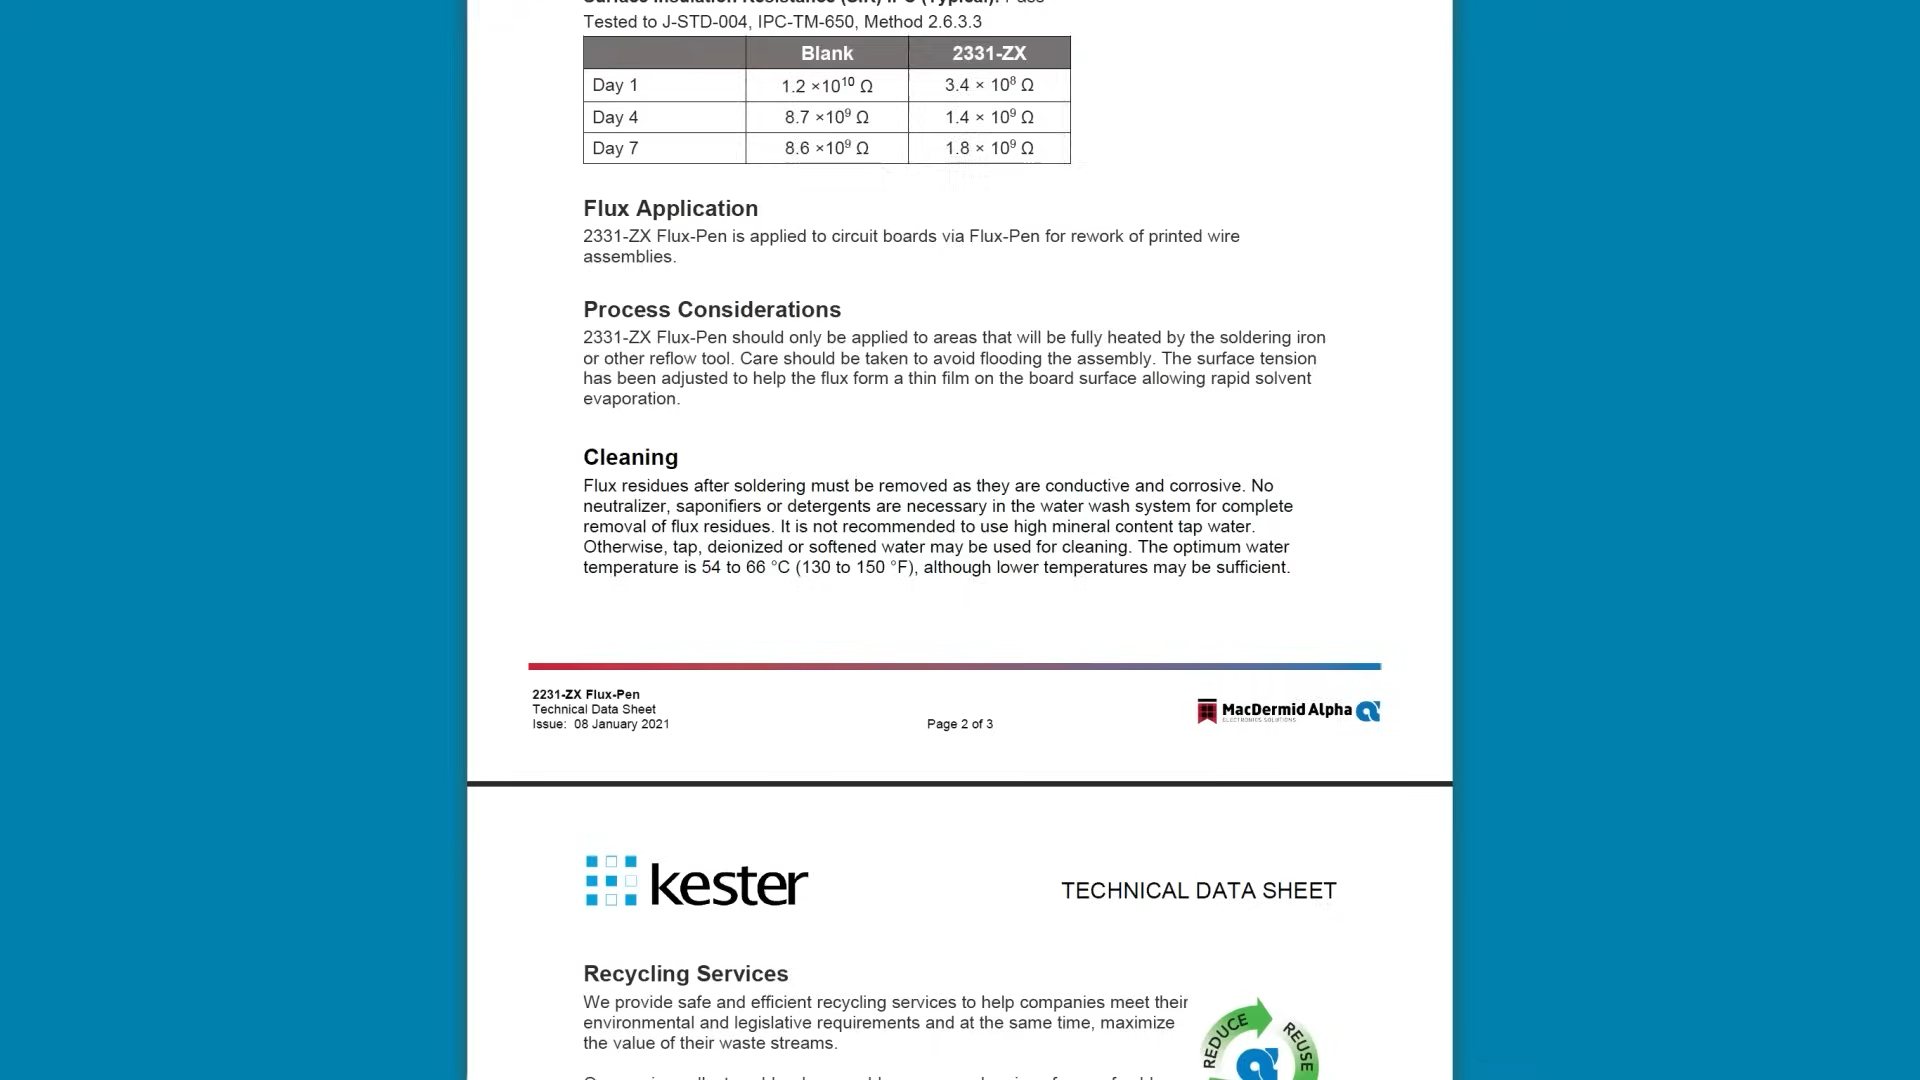 Surface Insulation Resistance (SIR) IPC (Typical): Pass
Tested to J-STD-004, IPC-TM-650, Method 2.6.3.3
Blank 2331-ZX
Day 1 1.2 ×10¹⁰ Ω 3.4 × 10⁸ Ω
Day 4 8.7 ×10⁹ Ω 1.4 × 10⁹ Ω
Day 7 8.6 ×10⁹ Ω 1.8 × 10⁹ Ω
Flux Application
2331-ZX Flux-Pen is applied to circuit boards via Flux-Pen for rework of printed wire
assemblies.
Process Considerations
2331-ZX Flux-Pen should only be applied to areas that will be fully heated by the soldering iron
or other reflow tool. Care should be taken to avoid flooding the assembly. The surface tension
has been adjusted to help the flux form a thin film on the board surface allowing rapid solvent
evaporation.
Cleaning
Flux residues after soldering must be removed as they are conductive and corrosive. No
neutralizer, saponifiers or detergents are necessary in the water wash system for complete
removal of flux residues. It is not recommended to use high mineral content tap water.
Otherwise, tap, deionized or softened water may be used for cleaning. The optimum water
temperature is 54 to 66 °C (130 to 150 °F), although lower temperatures may be sufficient.
2231-ZX Flux-Pen
Technical Data Sheet
Issue: 08 January 2021
Page 2 of 3
MacDermid Alpha
ELECTRONICS SOLUTIONS
kester
TECHNICAL DATA SHEET
Recycling Services
We provide safe and efficient recycling services to help companies meet their
environmental and legislative requirements and at the same time, maximize
the value of their waste streams.
REDUCE
REUSE